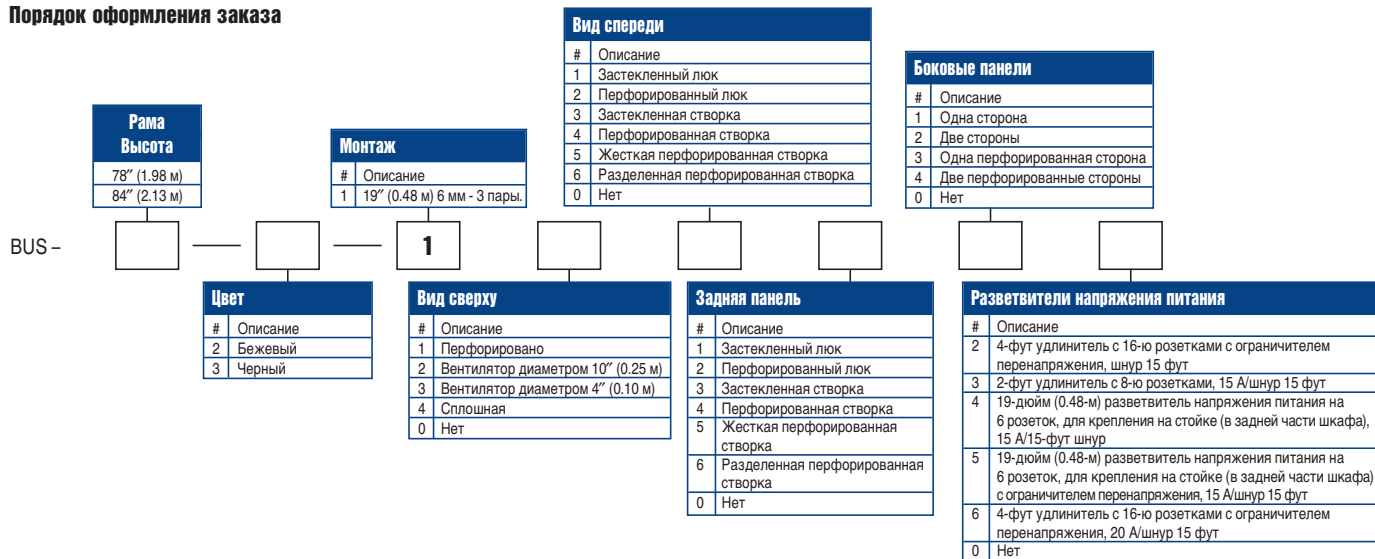 Порядок оформления заказа
Рама
Высота
78″ (1.98 м)
84″ (2.13 м)
Монтаж
# Описание
1 19″ (0.48 м) 6 мм - 3 пары.
Вид спереди
# Описание
1 Застекленный люк
2 Перфорированный люк
3 Застекленная створка
4 Перфорированная створка
5 Жесткая перфорированная створка
6 Разделенная перфорированная створка
0 Нет
Боковые панели
# Описание
1 Одна сторона
2 Две стороны
3 Одна перфорированная сторона
4 Две перфорированные стороны
0 Нет
BUS –
1
Цвет
# Описание
2 Бежевый
3 Черный
Вид сверху
# Описание
1 Перфорировано
2 Вентилятор диаметром 10″ (0.25 м)
3 Вентилятор диаметром 4″ (0.10 м)
4 Сплошная
0 Нет
Задняя панель
# Описание
1 Застекленный люк
2 Перфорированный люк
3 Застекленная створка
4 Перфорированная створка
5 Жесткая перфорированная
створка
6 Разделенная перфорированная
створка
0 Нет
Разветвители напряжения питания
# Описание
2 4-фут удлинитель с 16-ю розетками с ограничителем
перенапряжения, шнур 15 фут
3 2-фут удлинитель с 8-ю розетками, 15 А/шнур 15 фут
4 19-дюйм (0.48-м) разветвитель напряжения питания на
6 розеток, для крепления на стойке (в задней части шкафа),
15 А/15-фут шнур
5 19-дюйм (0.48-м) разветвитель напряжения питания на
6 розеток, для крепления на стойке (в задней части шкафа)
с ограничителем перенапряжения, 15 А/шнур 15 фут
6 4-фут удлинитель с 16-ю розетками с ограничителем
перенапряжения, 20 А/шнур 15 фут
0 Нет